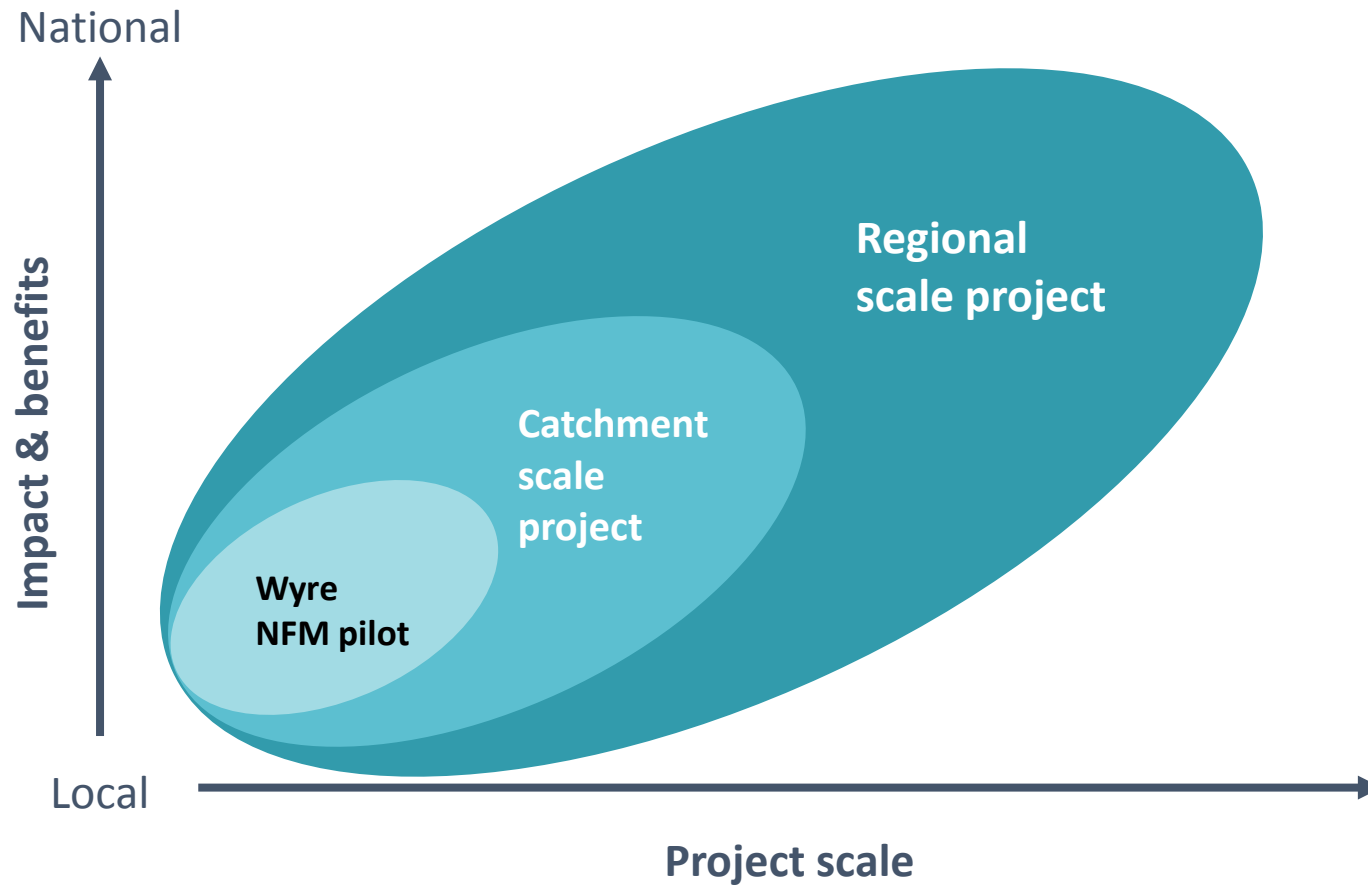 National
Impact & benefits
Regional
scale project
Catchment
scale
project
Wyre
NFM pilot
Local
Project scale